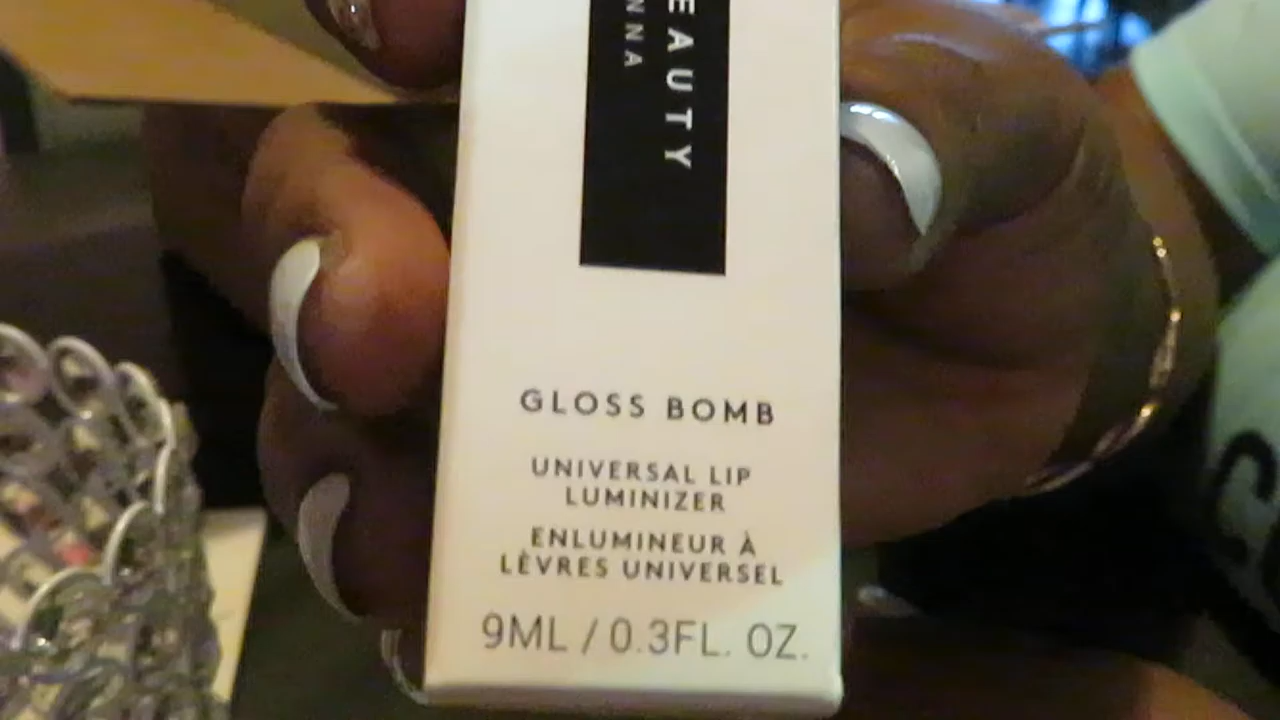 EAUTY
NNA
GLOSS BOMB
UNIVERSAL LIP
LUMINIZER
ENLUMINEUR À
LÈVRES UNIVERSEL
9ML / 0.3FL. OZ.